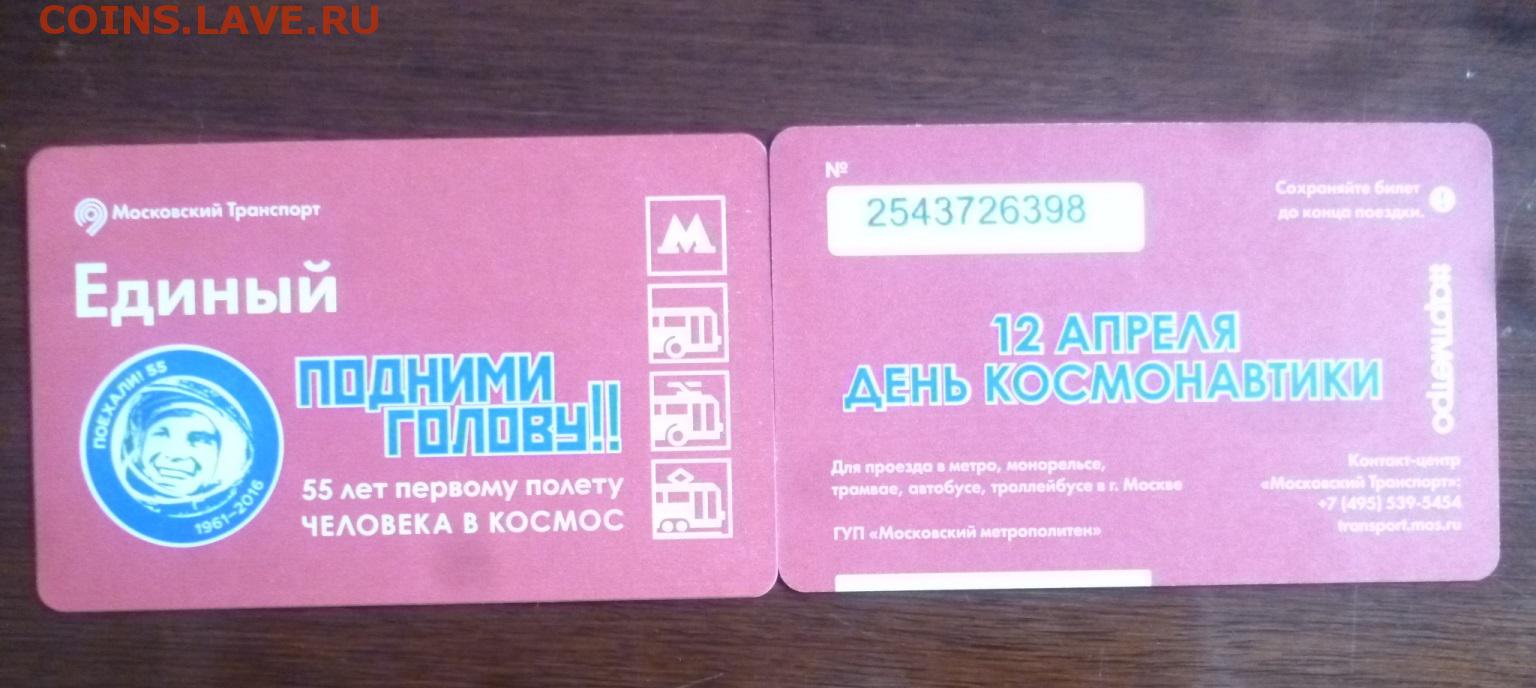 COINS.LAVE.RU
Московский Транспорт
Единый
ПОЕХАЛИ! 55
1961–2016
ПОДНИМИ
ГОЛОВУ!!
55 лет первому полету
ЧЕЛОВЕКА В КОСМОС
М
№
2543726398
Сохраняйте билет
до конца поездки.
!
12 АПРЕЛЯ
ДЕНЬ КОСМОНАВТИКИ
Для проезда в метро, монорельсе,
трамвае, автобусе, троллейбусе в г. Москве
ГУП «Московский метрополитен»
Контакт-центр
«Московский Транспорт»:
+7 (495) 539-5454
transport.mos.ru